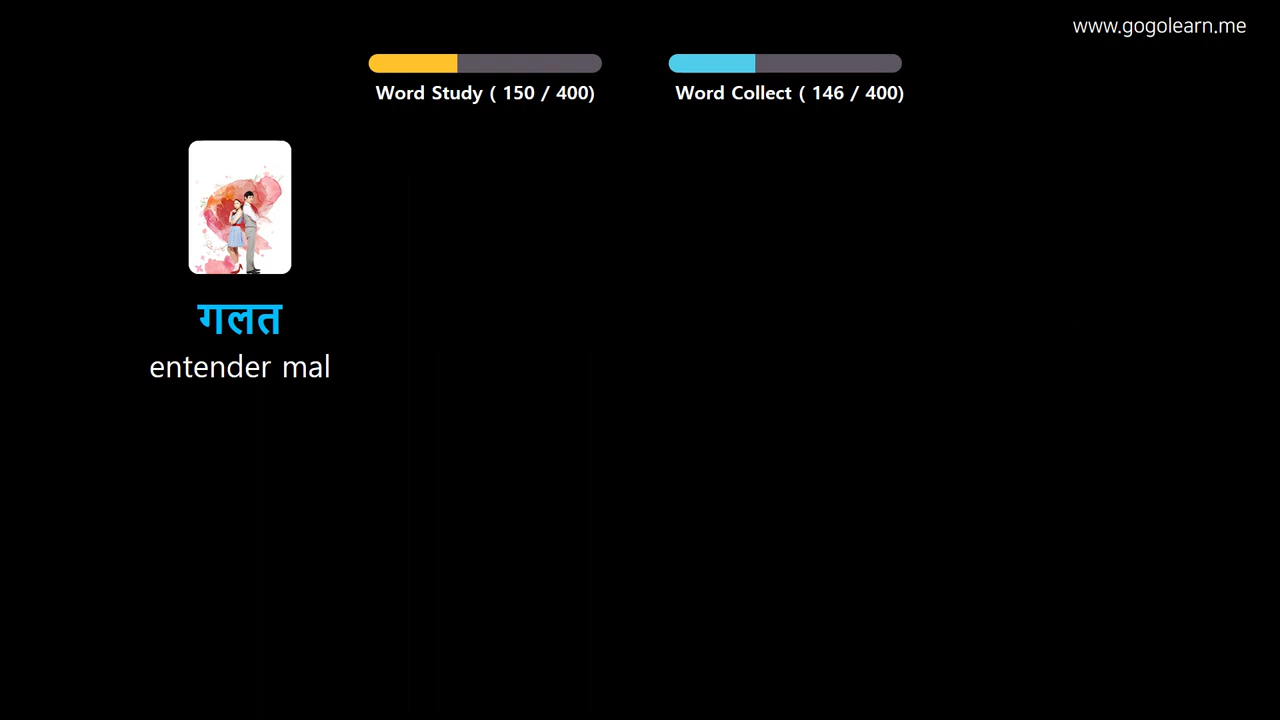 www.gogolearn.me
Word Study ( 150 / 400)
Word Collect ( 146 / 400)
गलत
entender mal